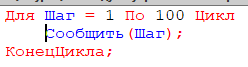 Для Шаг = 1 По 100 Цикл
Сообщить(Шаг);
КонецЦикла;